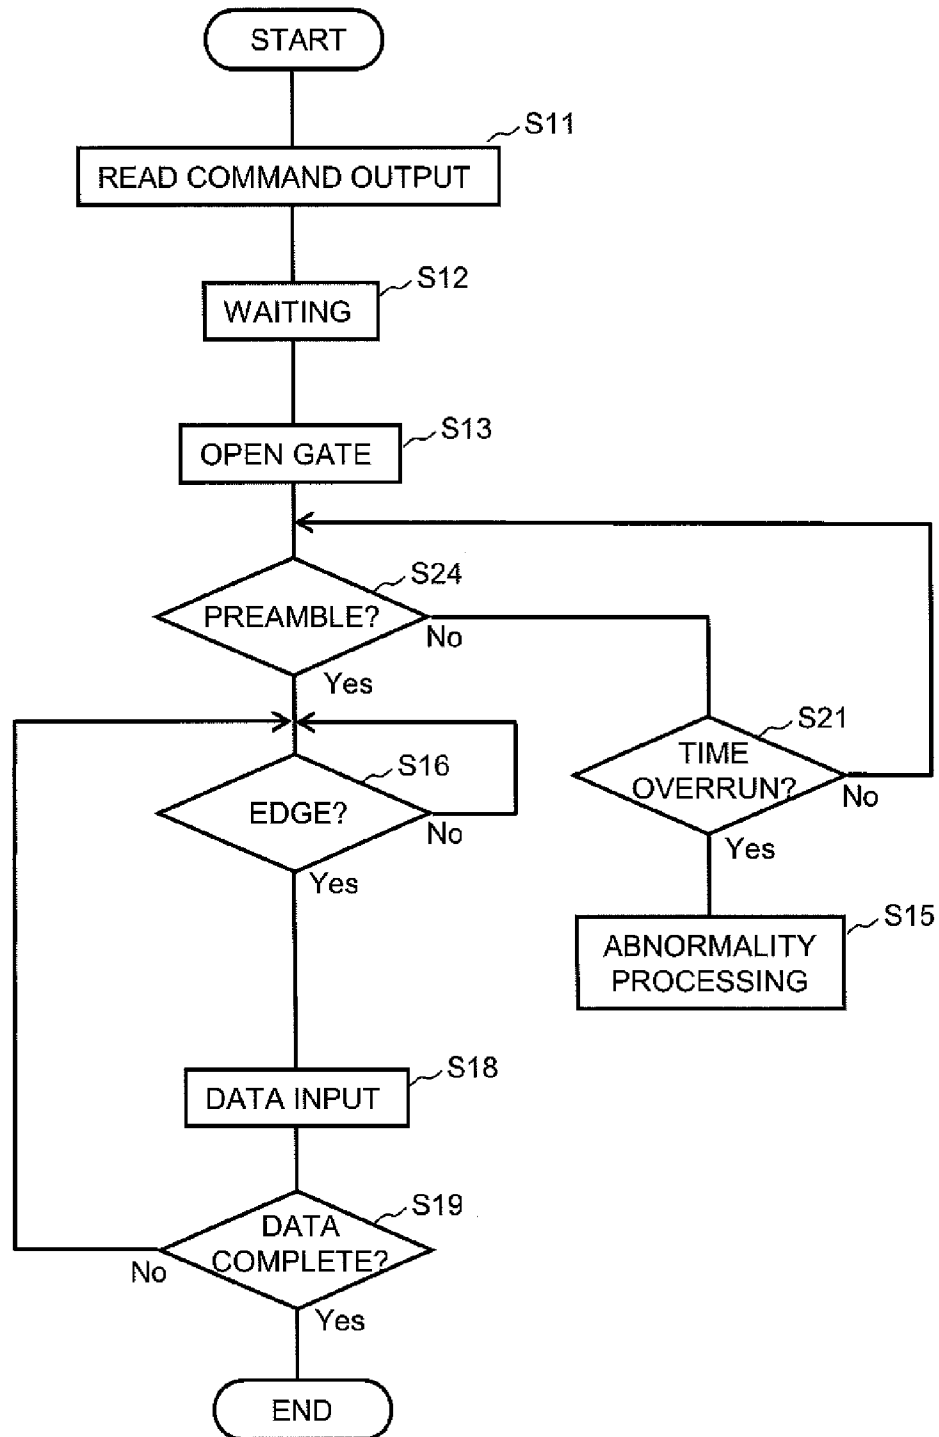 START
S11
READ COMMAND OUTPUT
S12
WAITING
S13
OPEN GATE
S24
PREAMBLE?
No
Yes
S21
TIME
OVERRUN?
No
Yes
S16
EDGE?
No
Yes
S15
ABNORMALITY
PROCESSING
S18
DATA INPUT
S19
DATA
COMPLETE?
No
Yes
END